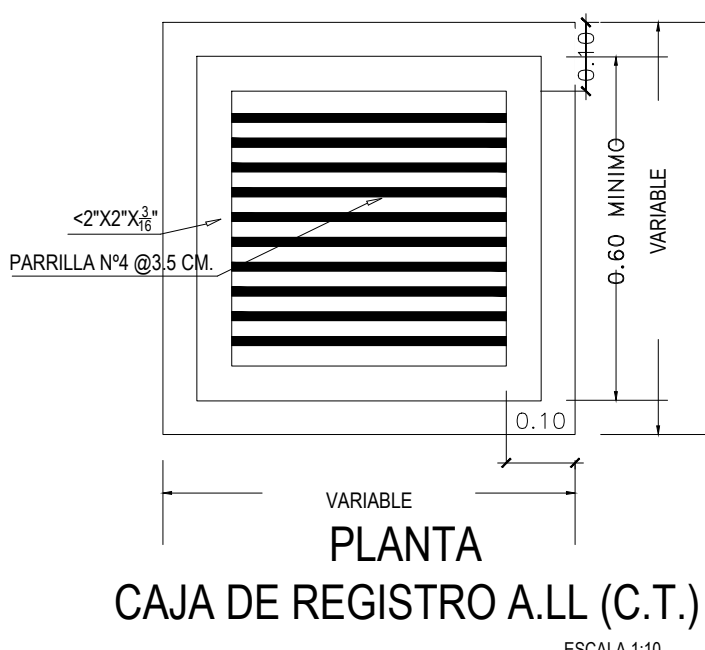 0.10
0.60 MINIMO
VARIABLE
<2"X2"X3/16"
PARRILLA Nº4 @3.5 CM.
0.10
VARIABLE
PLANTA
CAJA DE REGISTRO A.LL (C.T.)
ESCALA 1:10